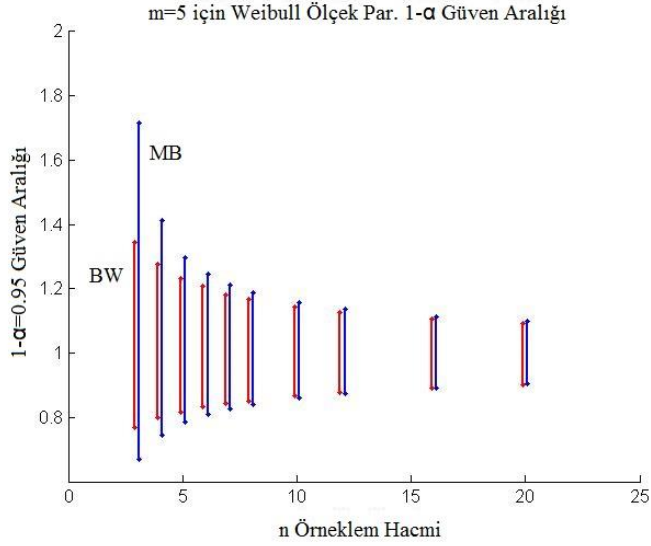 m=5 için Weibull Ölçek Par. 1-α Güven Aralığı
2
1.8
1.6
1.4
1.2
1
0.8
1-α=0.95 Güven Aralığı
MB
BW
0
5
10
15
20
25
n Örneklem Hacmi